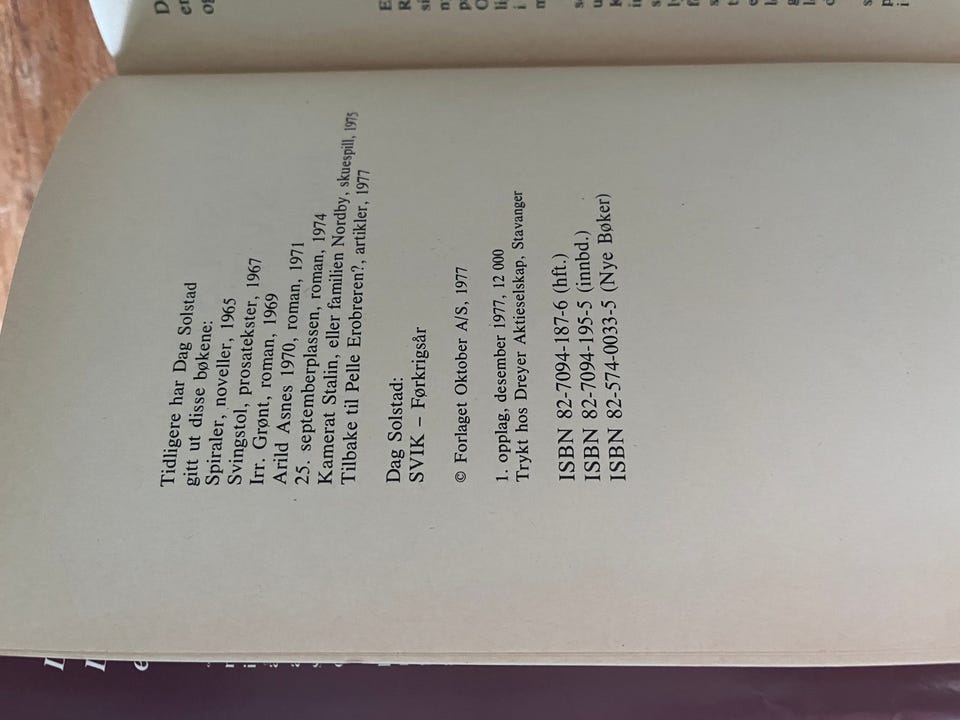 Tidligere har Dag Solstad
gitt ut disse bøkene:
Spiraler, noveller, 1965
Svingstol, prosatekster, 1967
Irr. Grønt, roman, 1969
Arild Asnes 1970, roman, 1971
25. septemberplassen, roman, 1974
Kamerat Stalin, eller familien Nordby, skuespill, 1975
Tilbake til Pelle Erobreren?, artikler, 1977
Dag Solstad:
SVIK – Førkrigsår
© Forlaget Oktober A/S, 1977
1. opplag, desember 1977, 12 000
Trykt hos Dreyer Aktieselskap, Stavanger
ISBN 82-7094-187-6 (hft.)
ISBN 82-7094-195-5 (innbd.)
ISBN 82-574-0033-5 (Nye Bøker)